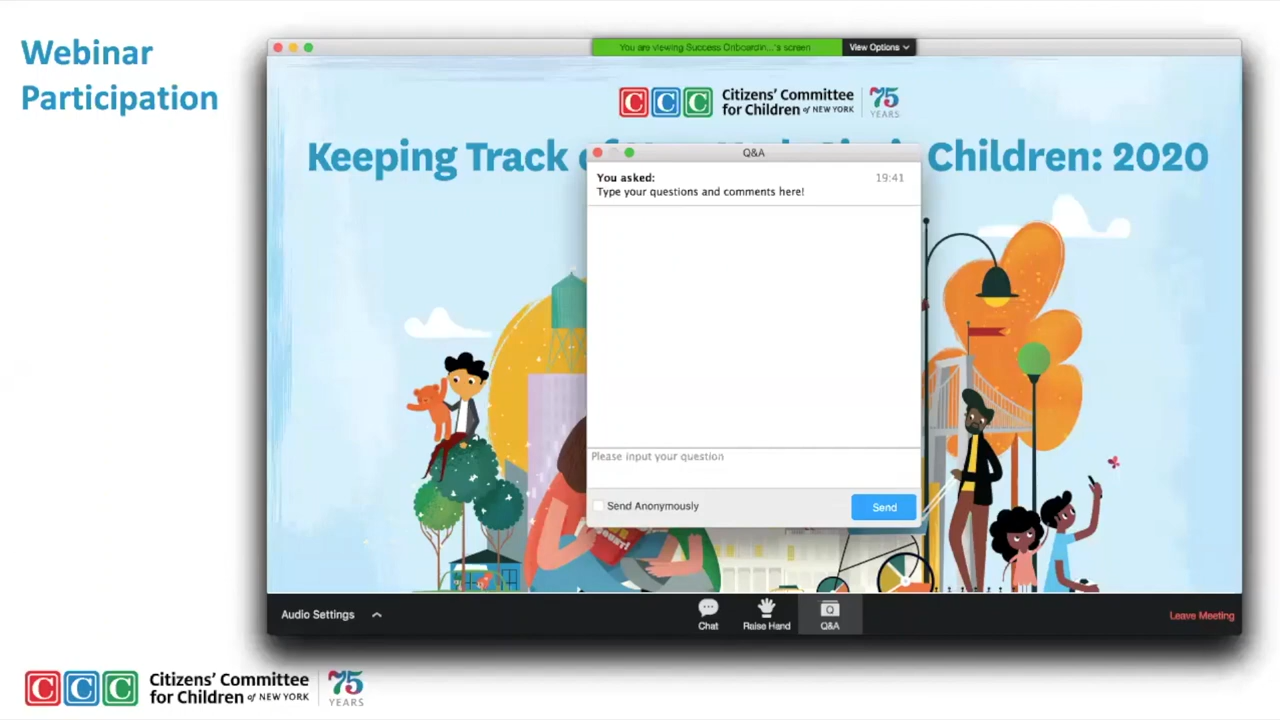 Webinar
Participation
You are viewing Success Onboardin...'s screen
View Options
C C C
Citizens' Committee
for Children of NEW YORK
75
YEARS
Keeping Track
Children: 2020
Q&A
You asked:
19:41
Type your questions and comments here!
Please input your question
Send Anonymously
Send
Audio Settings
Chat
Raise Hand
Q
Q&A
Leave Meeting
C C C
Citizens' Committee
for Children of NEW YORK
75
YEARS